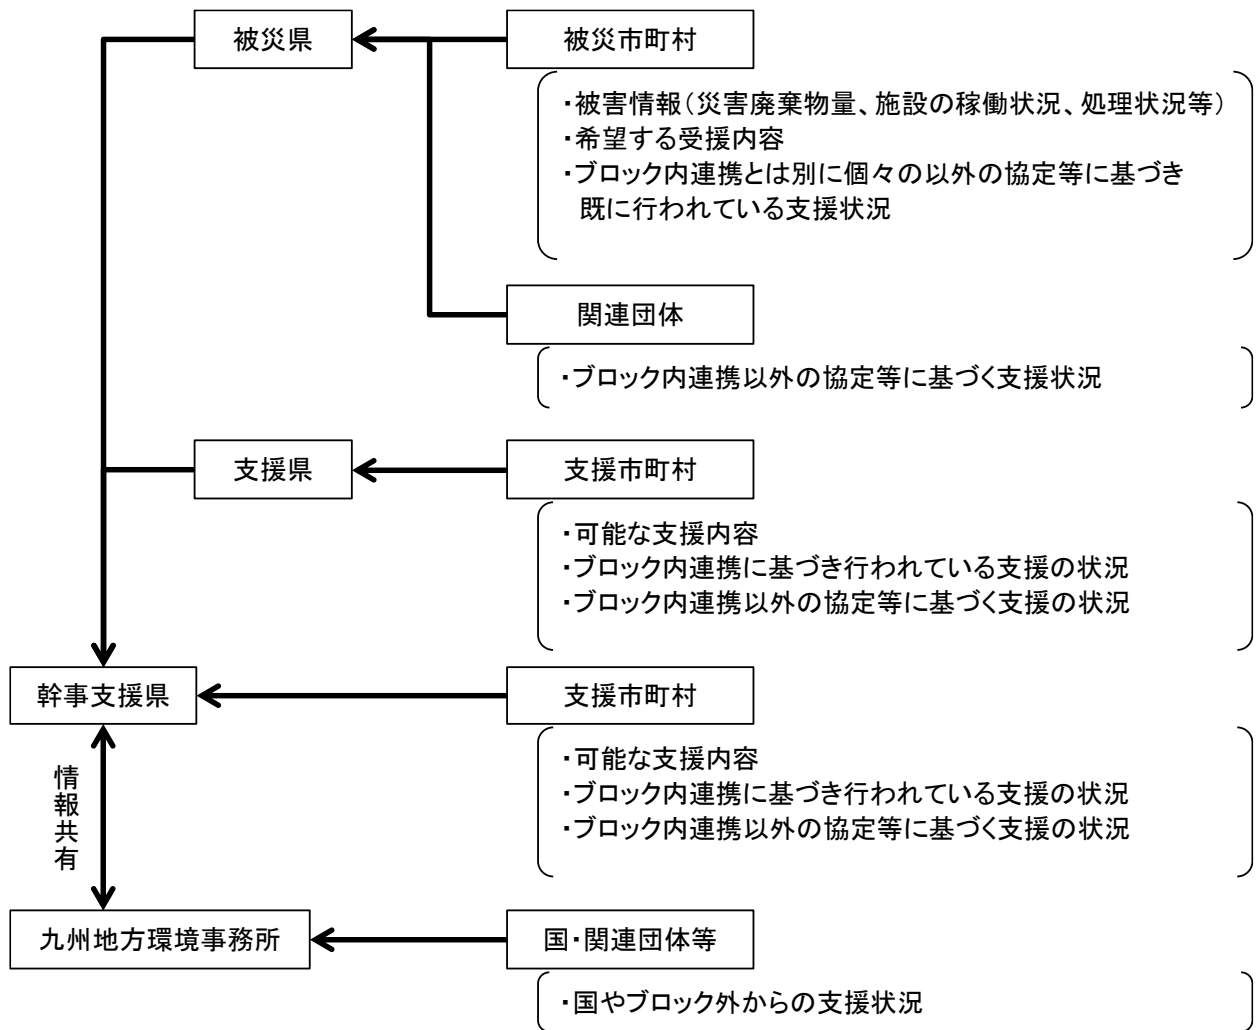 被災県
被災市町村
・被害情報（災害廃棄物量、施設の稼働状況、処理状況等）
・希望する受援内容
・ブロック内連携とは別に個々の以外の協定等に基づき
既に行われている支援状況
関連団体
・ブロック内連携以外の協定等に基づく支援状況
支援県
支援市町村
・可能な支援内容
・ブロック内連携に基づき行われている支援の状況
・ブロック内連携以外の協定等に基づく支援の状況
幹事支援県
支援市町村
・可能な支援内容
・ブロック内連携に基づき行われている支援の状況
・ブロック内連携以外の協定等に基づく支援の状況
情報共有
九州地方環境事務所
国・関連団体等
・国やブロック外からの支援状況